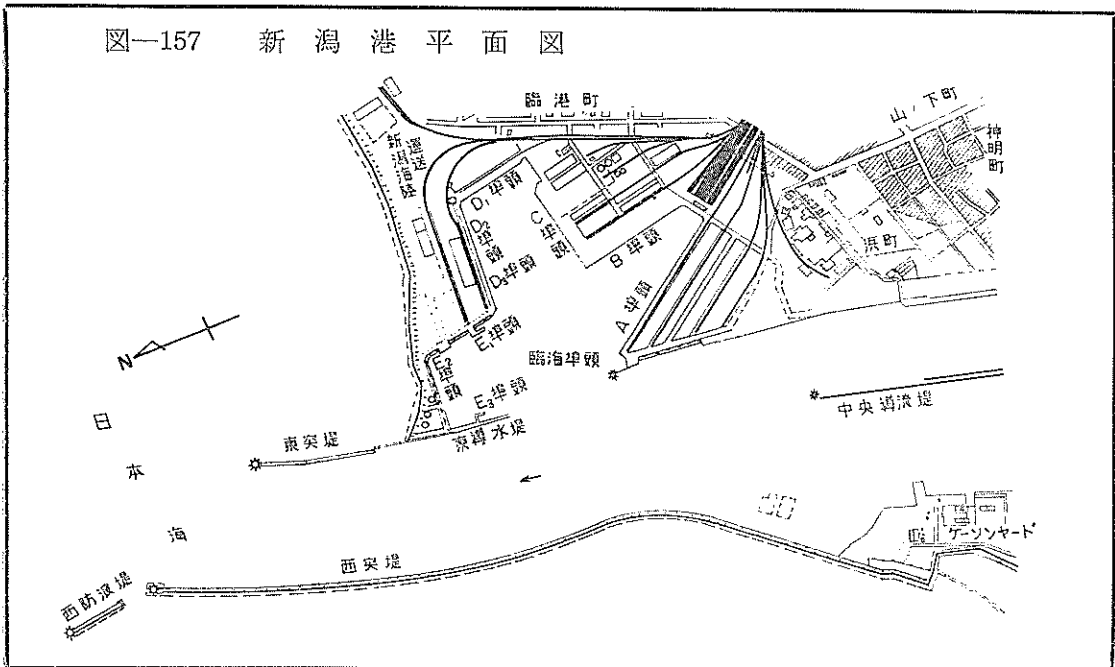 図—157 新潟港平面図
臨港町
山ノ下町
神明町
新潟海陸
運送
D₁埠頭
D₂埠頭
D₃埠頭
C埠頭
B埠頭
A埠頭
浜町
E₁埠頭
E₂埠頭
E₃埠頭
臨海埠頭
N
日本海
東突堤
東導水堤
中央導流堤
西突堤
西防波堤
ケーソンヤード